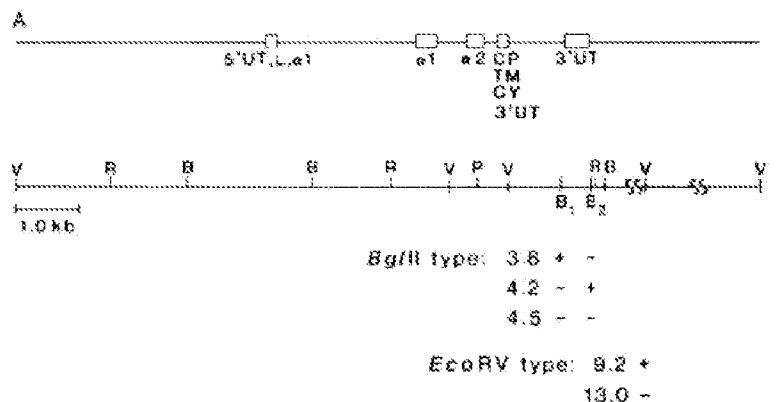 A
5'UT,L,α1 α1 α2 CP 3'UT
TM
CY
3'UT
V R B B R V P V R B V V
B1 B2
1.0 kb
BglII type: 3.8 + -
4.2 - +
4.5 - -
EcoRV type: 9.2 +
13.0 -